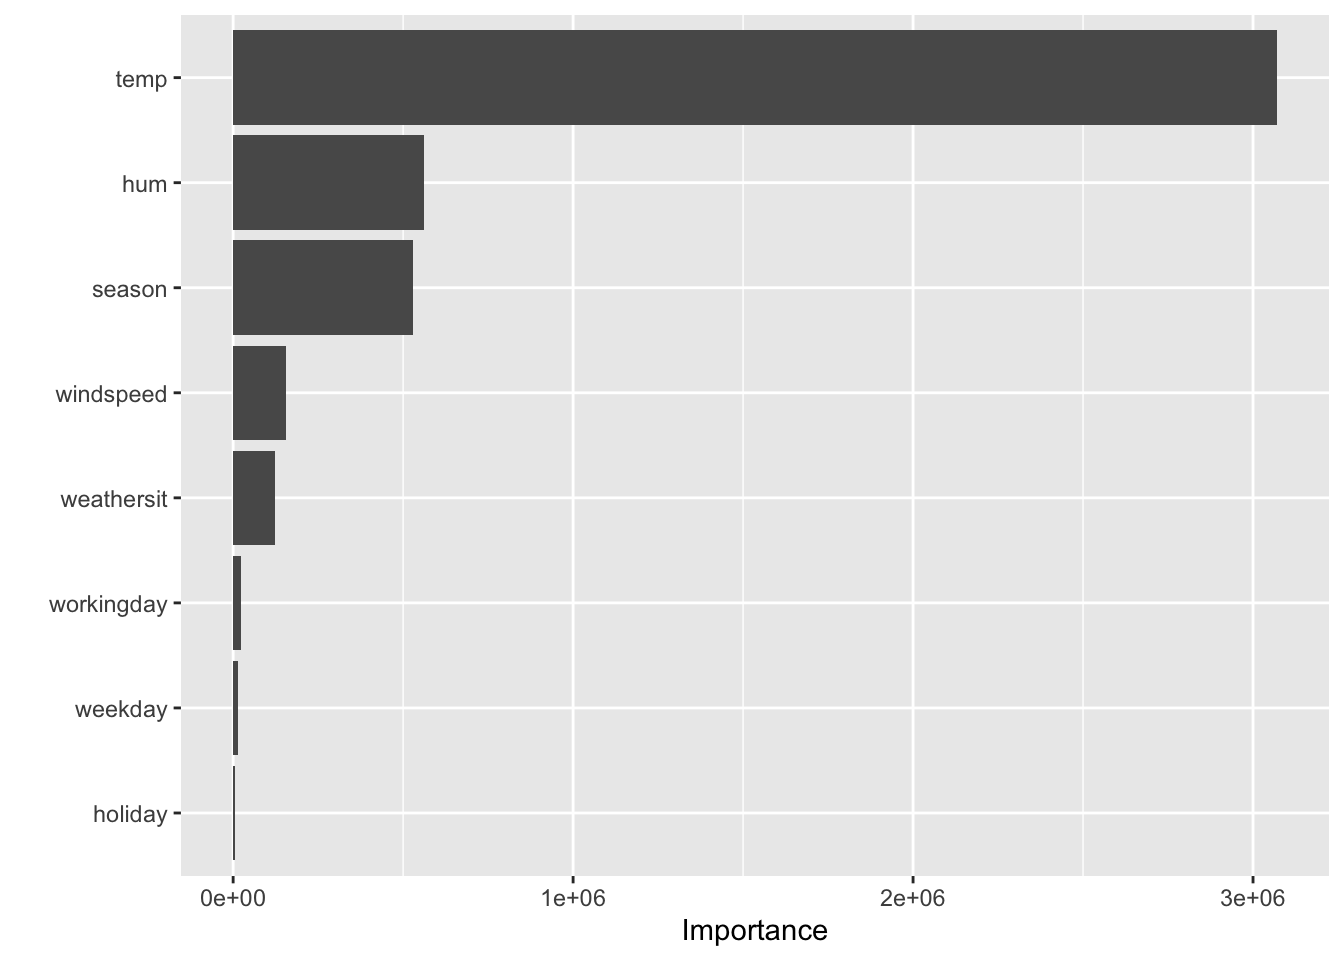 temp
hum
season
windspeed
weathersit
workingday
weekday
holiday
0e+00 1e+06 2e+06 3e+06
Importance